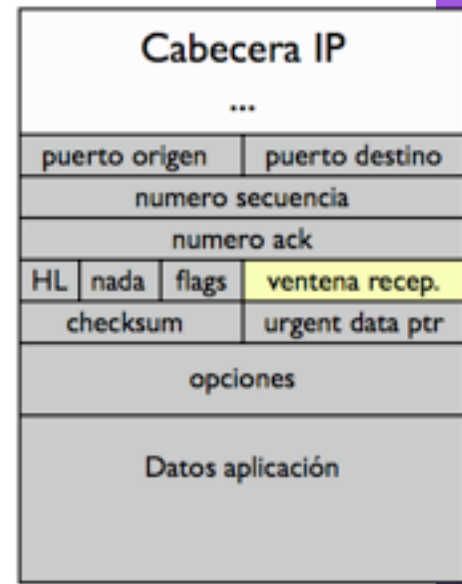 Cabecera IP
...
puerto origen puerto destino
numero secuencia
numero ack
HL nada flags ventena recep.
checksum urgent data ptr
opciones
Datos aplicación